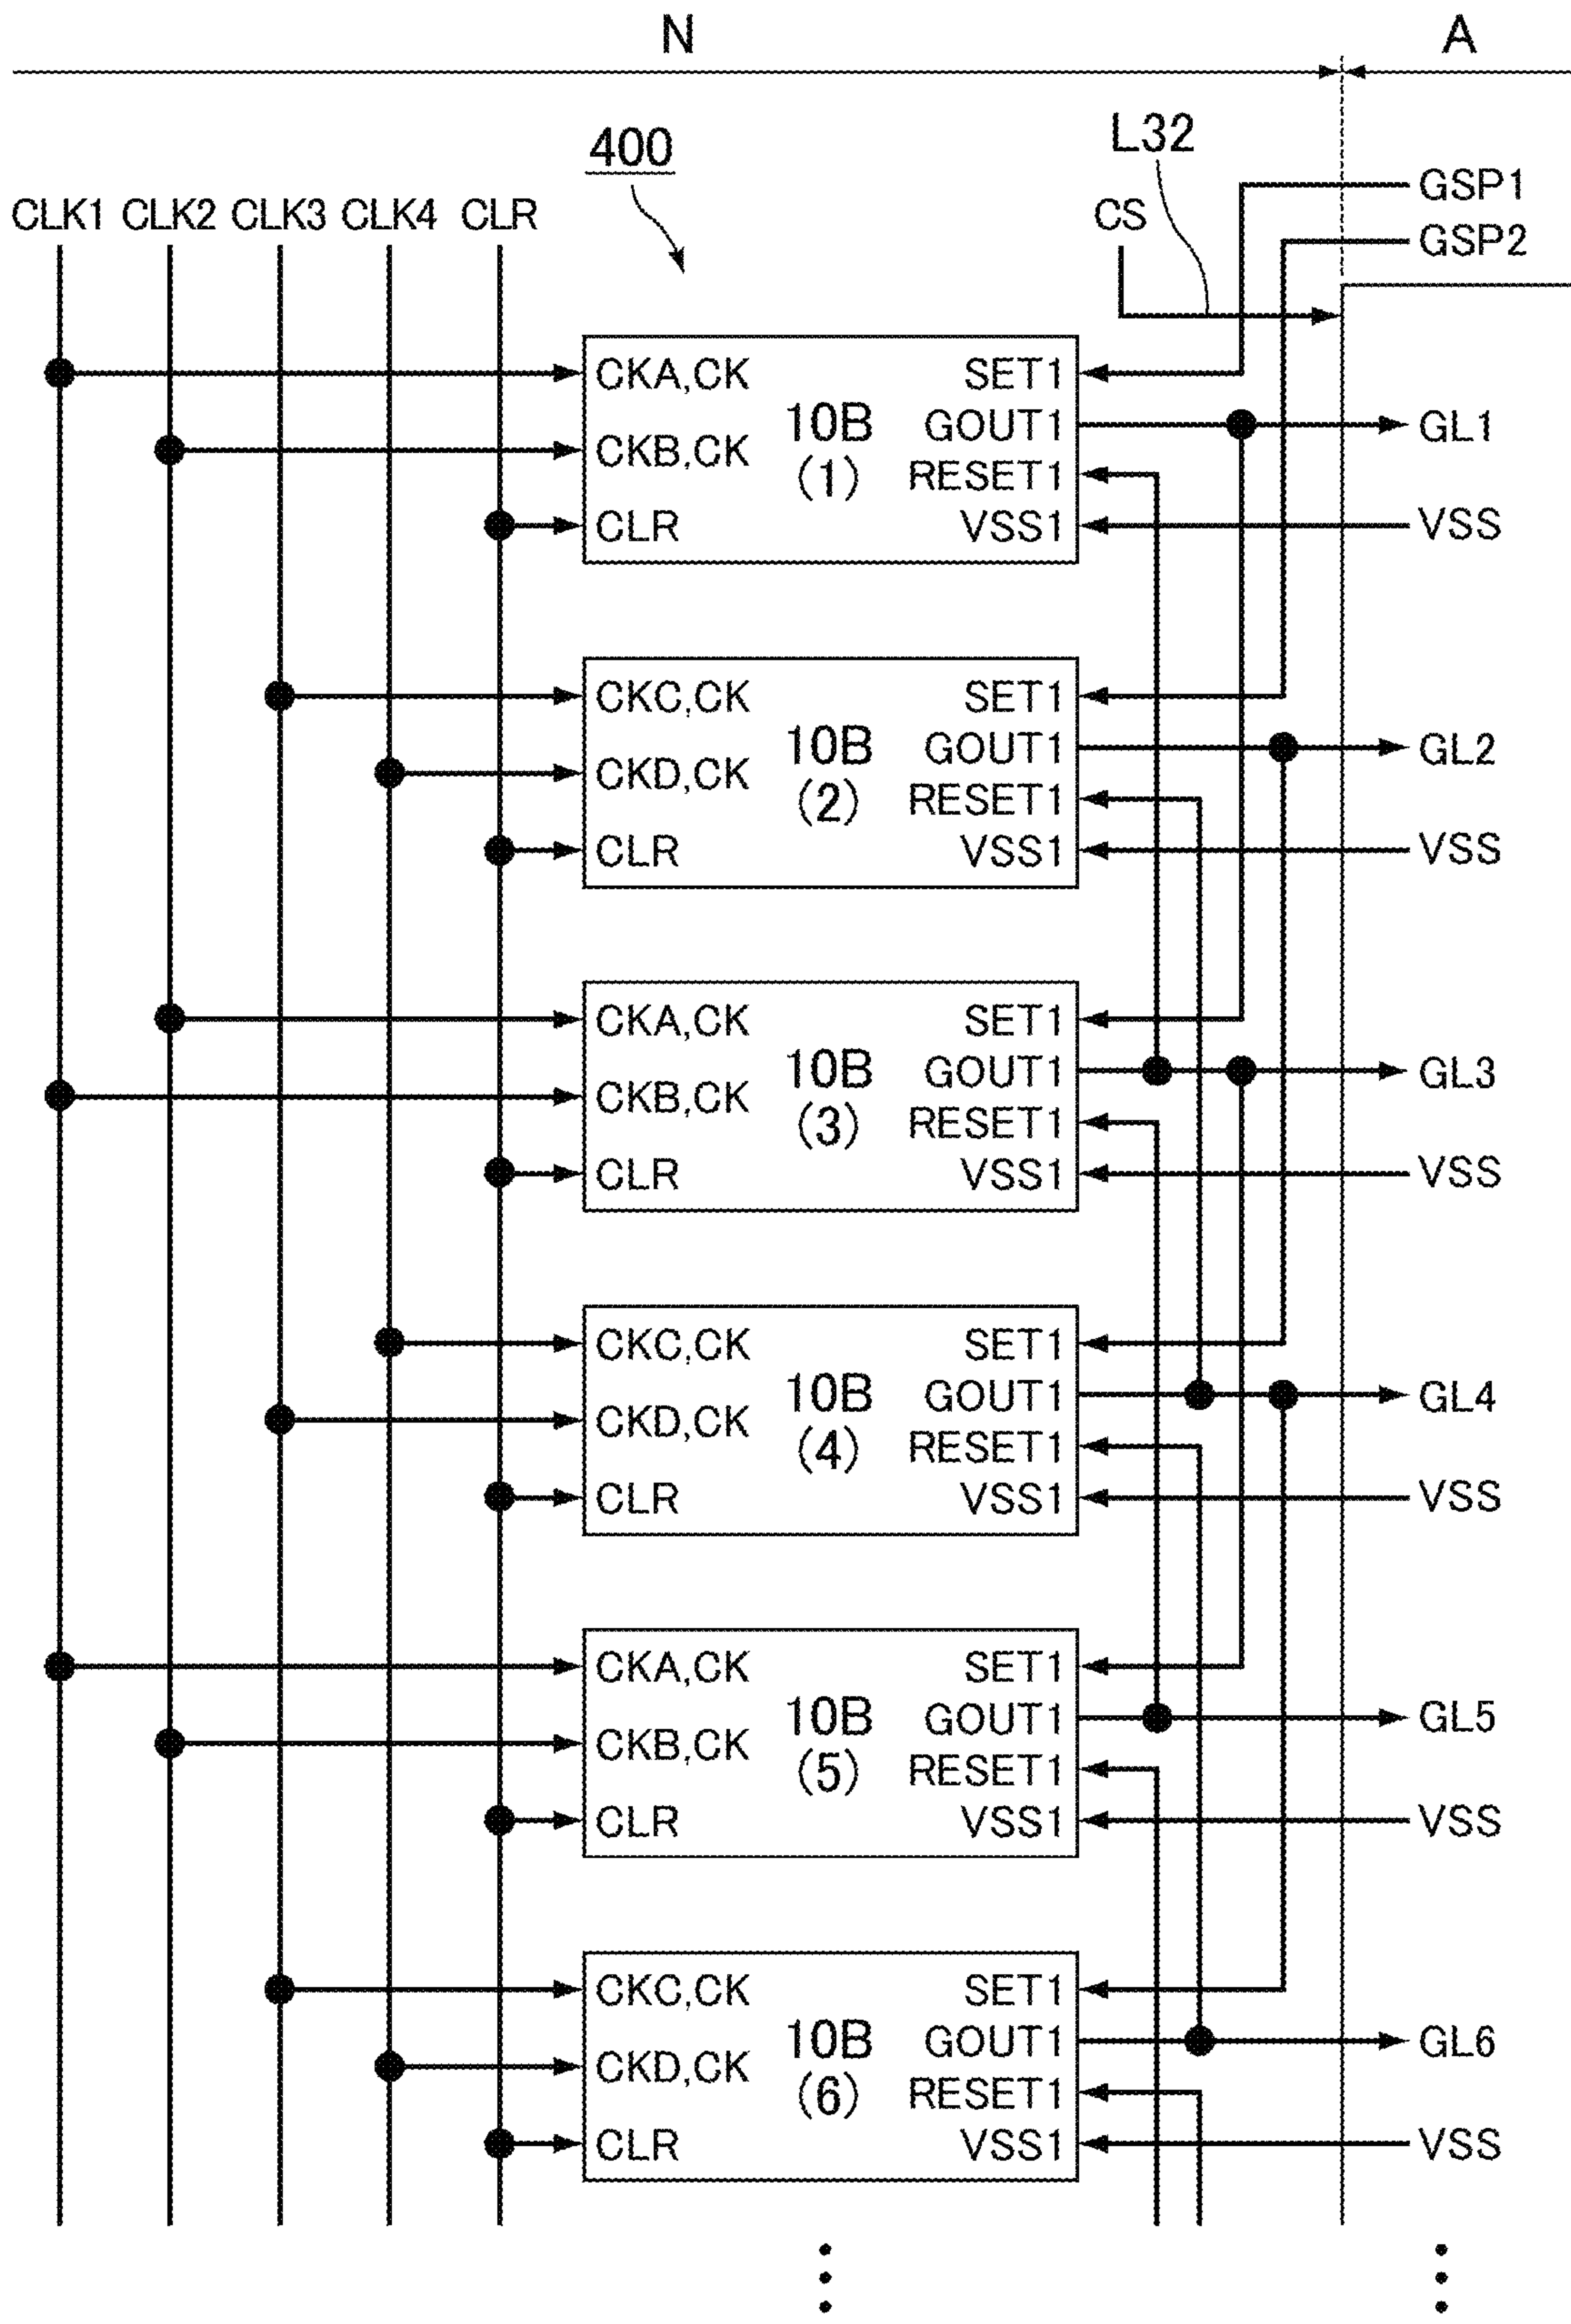 N A
400
L32
GSP1
CLK1 CLK2 CLK3 CLK4 CLR CS
GSP2
CKA,CK SET1
10B GOUT1 GL1
CKB,CK
(1) RESET1
CLR VSS1 VSS
CKC,CK SET1
10B GOUT1 GL2
CKD,CK
(2) RESET1
CLR VSS1 VSS
CKA,CK SET1
10B GOUT1 GL3
CKB,CK
(3) RESET1
CLR VSS1 VSS
CKC,CK SET1
10B GOUT1 GL4
CKD,CK
(4) RESET1
CLR VSS1 VSS
CKA,CK SET1
10B GOUT1 GL5
CKB,CK
(5) RESET1
CLR VSS1 VSS
CKC,CK SET1
10B GOUT1 GL6
CKD,CK
(6) RESET1
CLR VSS1 VSS